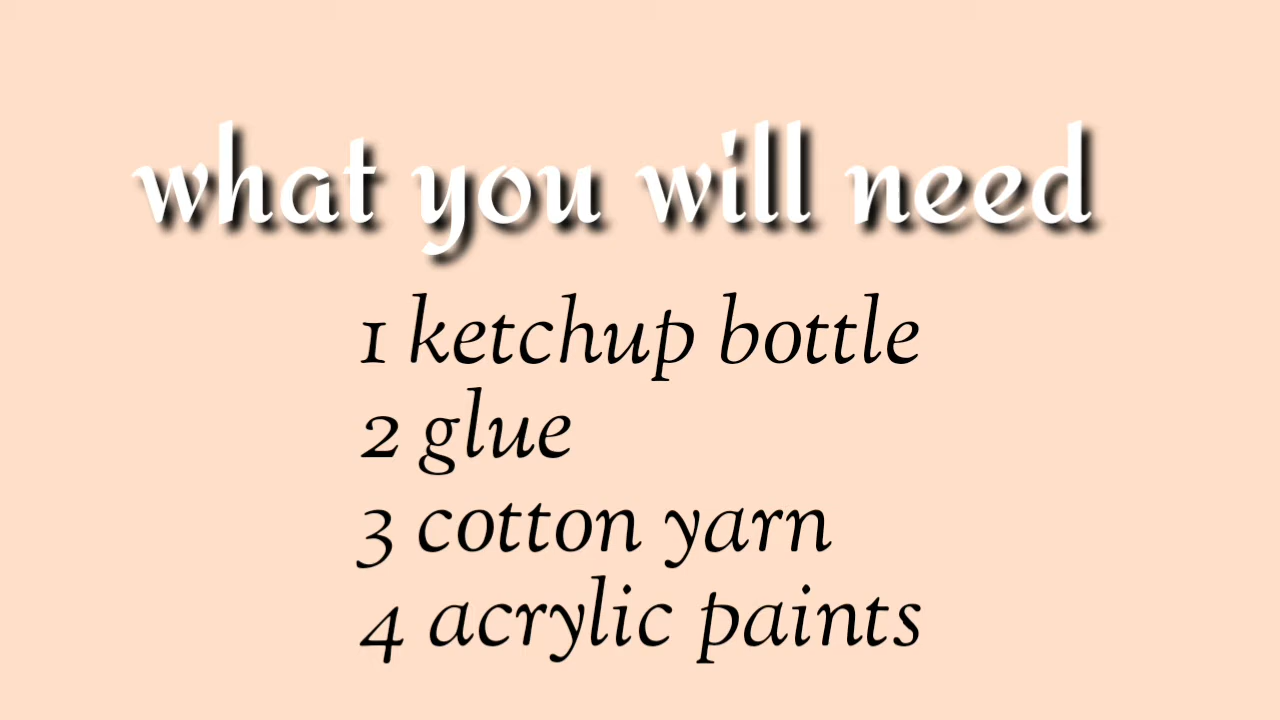 what you will need
1 ketchup bottle
2 glue
3 cotton yarn
4 acrylic paints